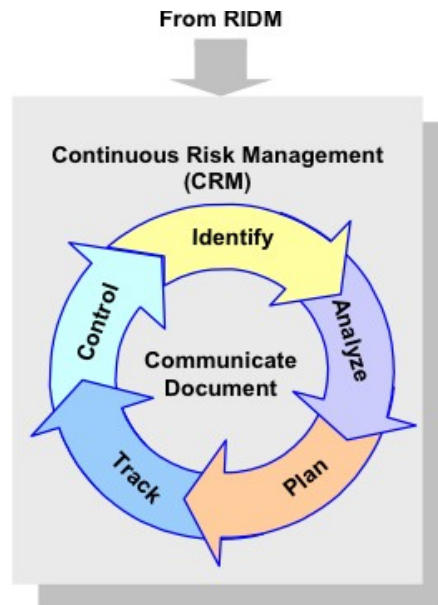 From RIDM
Continuous Risk Management
(CRM)
Identify
Analyze
Plan
Track
Control
Communicate
Document